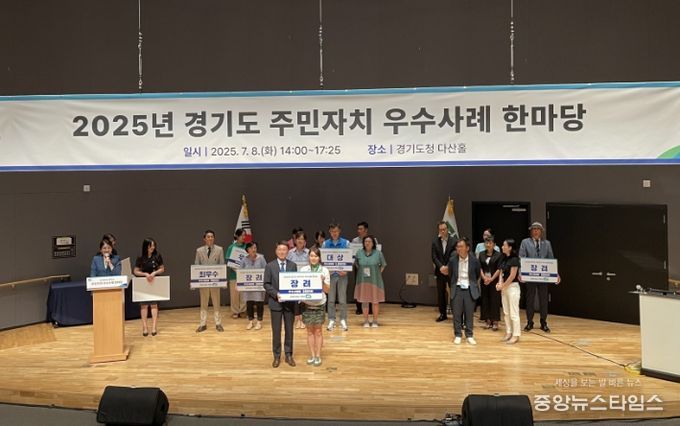 2025년 경기도 주민자치 우수사례 한마당
일시 | 2025. 7. 8.(화) 14:00~17:25 장소 | 경기도청 다산홀
최우수
장려
대상
장려
장려
세상을 보는 발 빠른 뉴스
중앙뉴스타임스